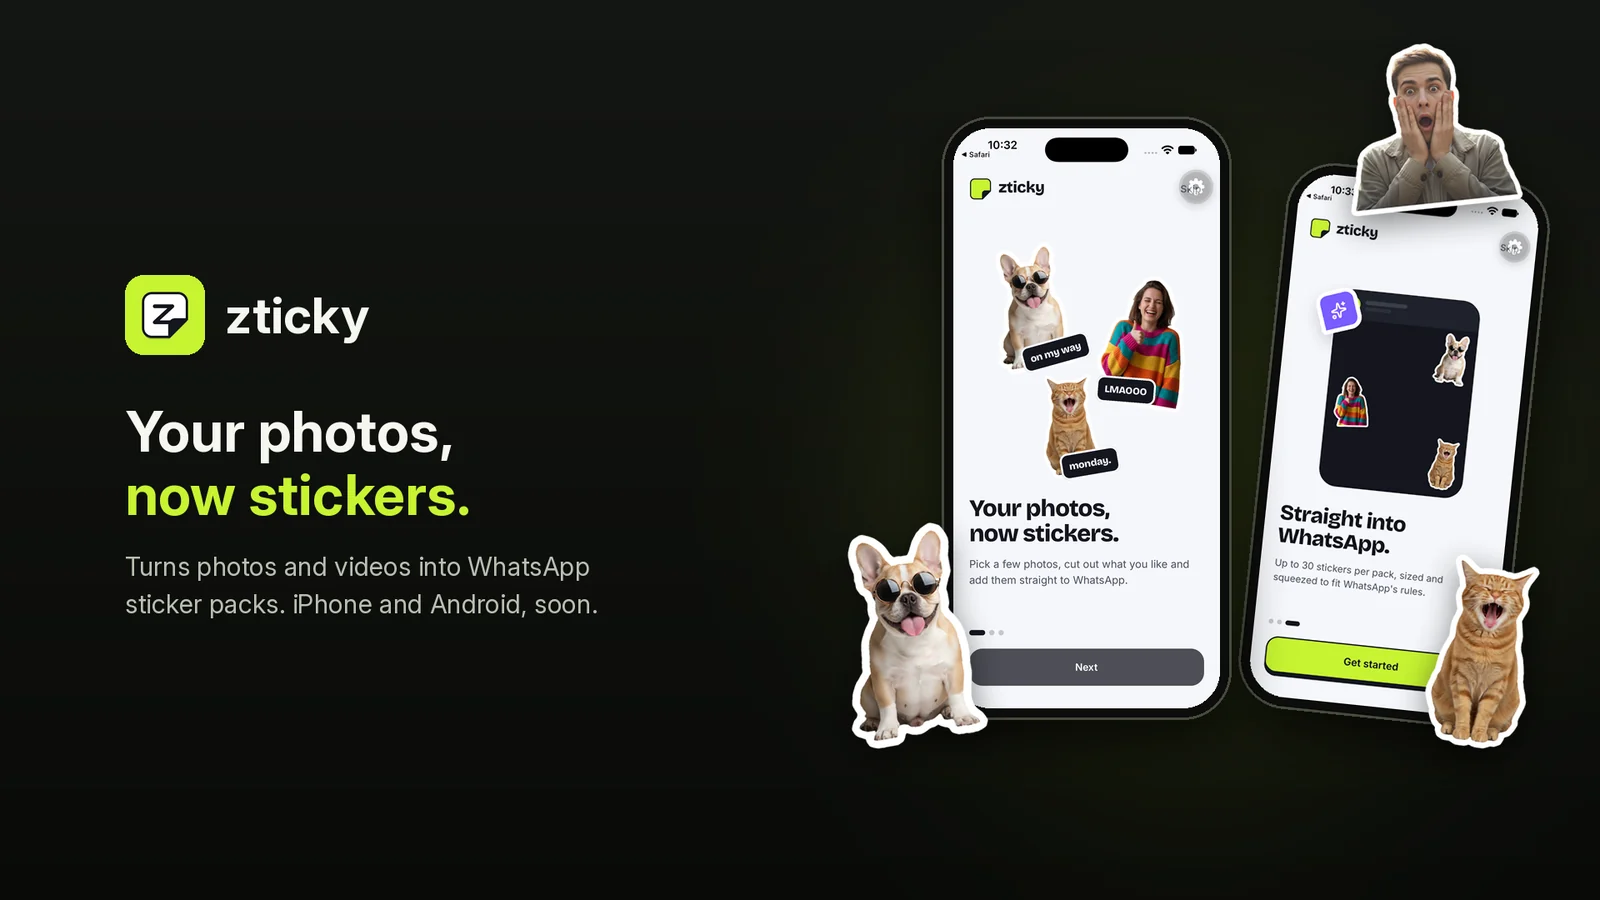 zticky
Your photos,
now stickers.
Turns photos and videos into WhatsApp
sticker packs. iPhone and Android, soon.
10:32
Safari
zticky
on my way
LMAOOO
monday.
Your photos,
now stickers.
Pick a few photos, cut out what you like and
add them straight to WhatsApp.
Next
Safari
zticky
Straight into
WhatsApp.
Up to 30 stickers per pack, sized and
squeezed to fit WhatsApp's rules.
Get started